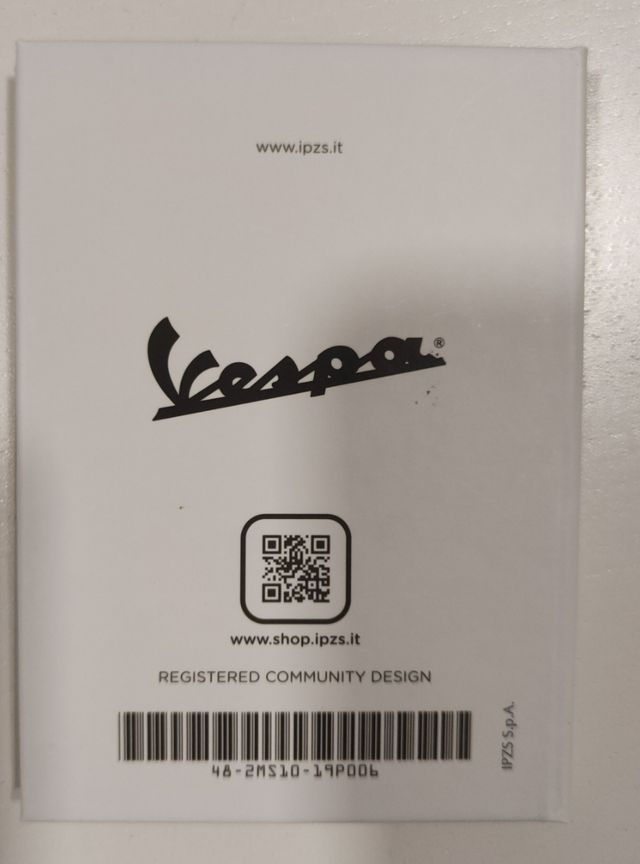 www.ipzs.it
Vespa®
www.shop.ipzs.it
REGISTERED COMMUNITY DESIGN
48-2MS10-19P006
IPZS S.p.A.